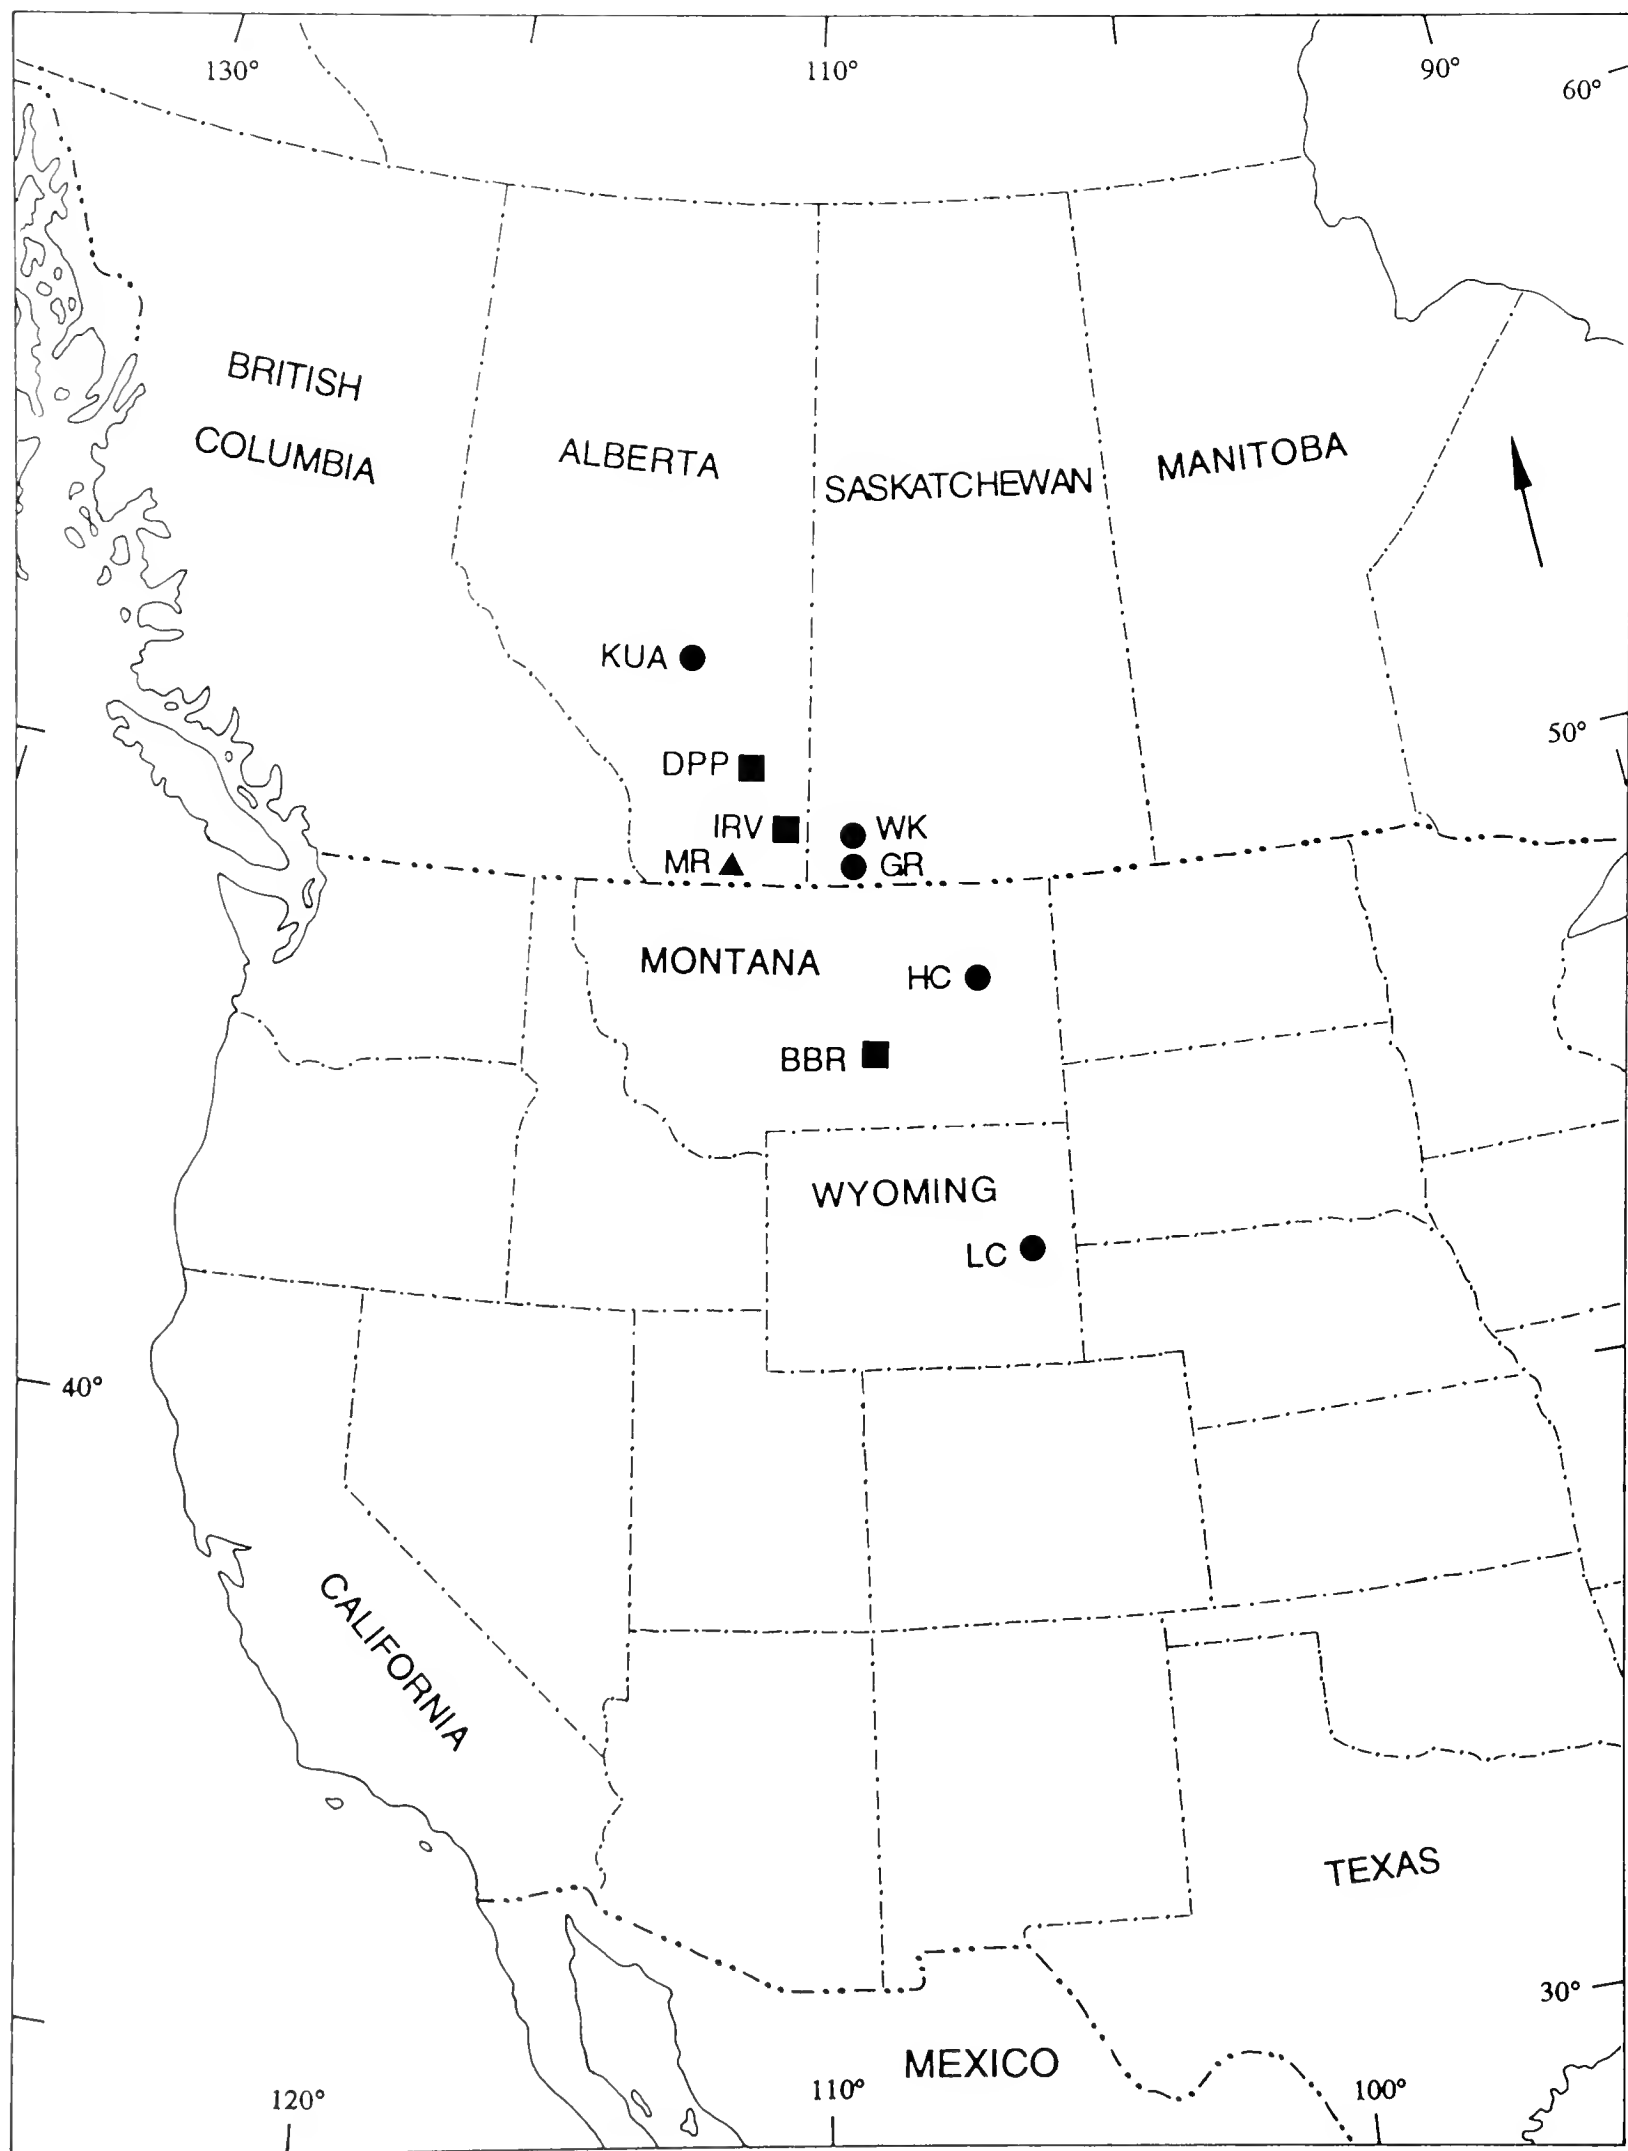 130°
110°
90°
60°
BRITISH
COLUMBIA
ALBERTA
SASKATCHEWAN
MANITOBA
KUA
DPP
50°
IRV
WK
MR
GR
MONTANA
HC
BBR
WYOMING
LC
40°
CALIFORNIA
TEXAS
30°
MEXICO
120°
110°
100°